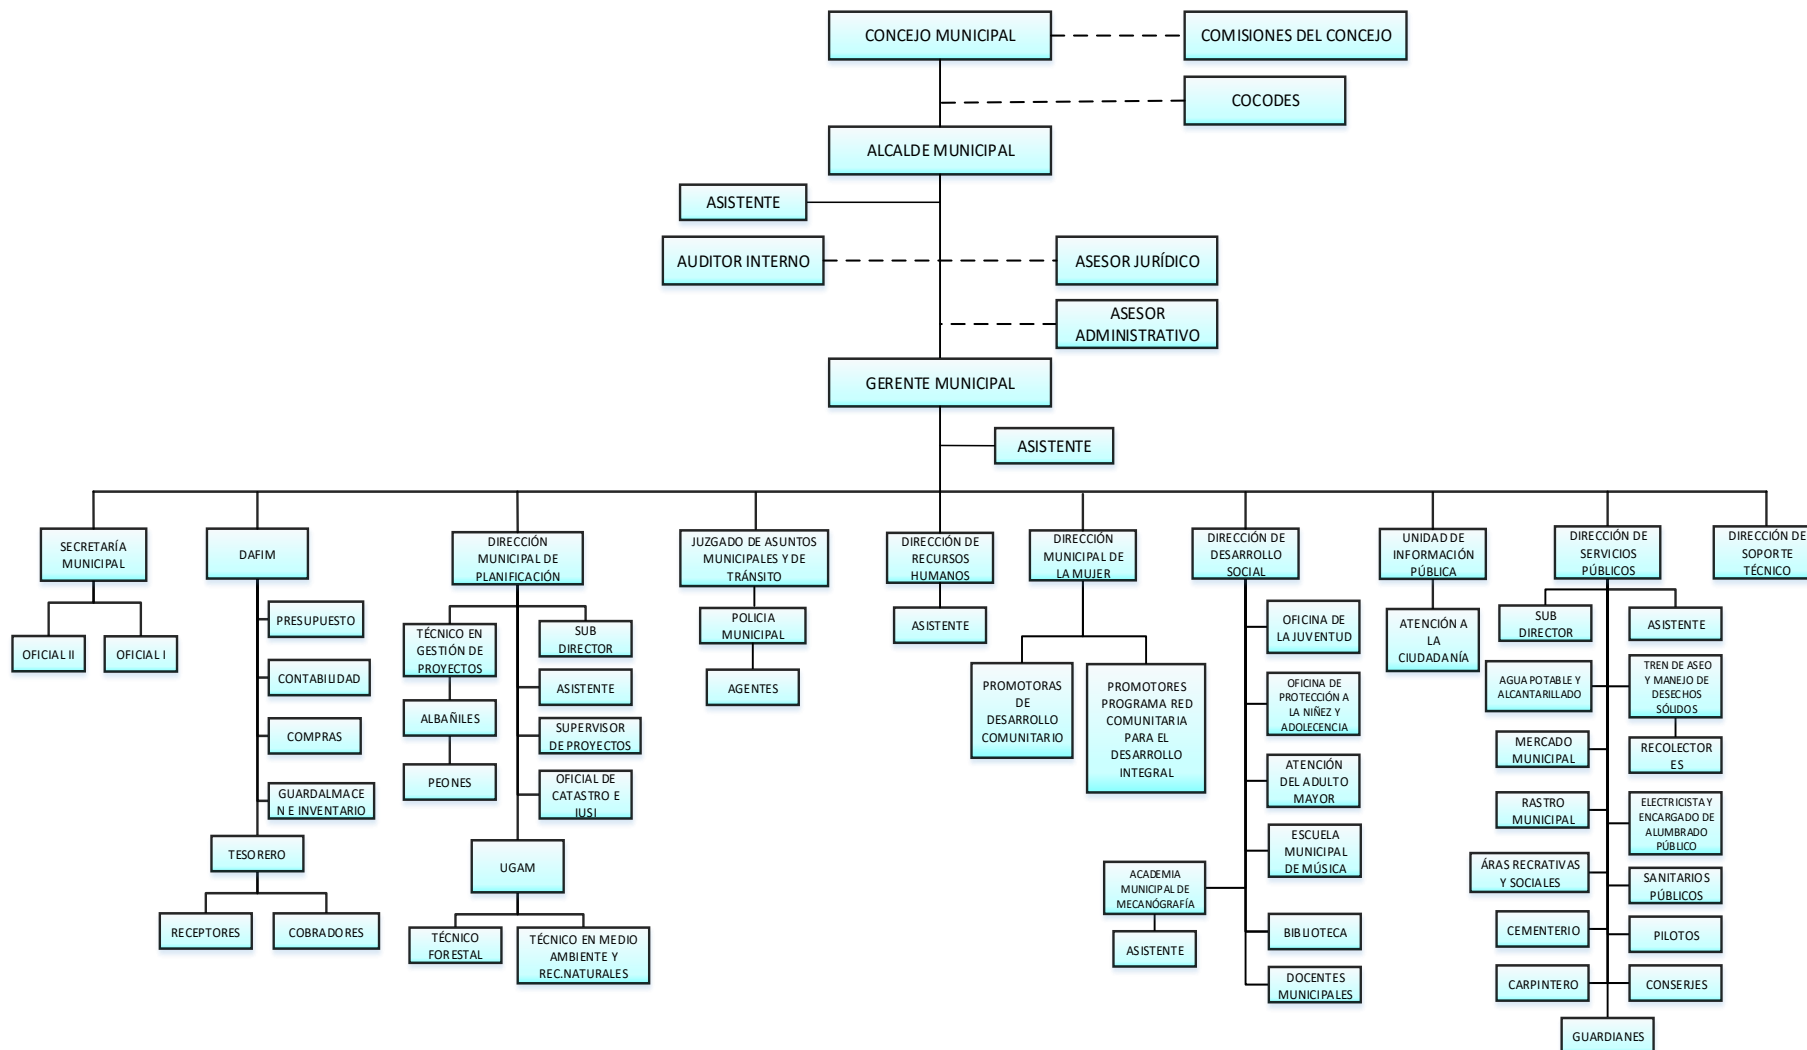 CONCEJO MUNICIPAL
COMISIONES DEL CONCEJO
COCODES
ALCALDE MUNICIPAL
ASISTENTE
AUDITOR INTERNO
ASESOR JURÍDICO
ASESOR
ADMINISTRATIVO
GERENTE MUNICIPAL
ASISTENTE
SECRETARÍA
MUNICIPAL
OFICIAL II
OFICIAL I
DAFIM
PRESUPUESTO
CONTABILIDAD
COMPRAS
GUARDALMACE
N E INVENTARIO
TESORERO
RECEPTORES
COBRADORES
DIRECCIÓN
MUNICIPAL DE
PLANIFICACIÓN
TÉCNICO EN
GESTIÓN DE
PROYECTOS
ALBAÑILES
PEONES
SUB
DIRECTOR
ASISTENTE
SUPERVISOR
DE PROYECTOS
OFICIAL DE
CATASTRO E
IUSI
UGAM
TÉCNICO
FORESTAL
TÉCNICO EN MEDIO
AMBIENTE Y
REC.NATURALES
JUZGADO DE ASUNTOS
MUNICIPALES Y DE
TRÁNSITO
POLICIA
MUNICIPAL
AGENTES
DIRECCIÓN DE
RECURSOS
HUMANOS
ASISTENTE
DIRECCIÓN
MUNICIPAL DE
LA MUJER
PROMOTORAS
DE
DESARROLLO
COMUNITARIO
PROMOTORES
PROGRAMA RED
COMUNITARIA
PARA EL
DESARROLLO
INTEGRAL
DIRECCIÓN DE
DESARROLLO
SOCIAL
OFICINA DE
LA JUVENTUD
OFICINA DE
PROTECCIÓN A
LA NIÑEZ Y
ADOLECENCIA
ATENCIÓN
DEL ADULTO
MAYOR
ESCUELA
MUNICIPAL
DE MÚSICA
ACADEMIA
MUNICIPAL DE
MECANÓGRAFÍA
ASISTENTE
BIBLIOTECA
DOCENTES
MUNICIPALES
UNIDAD DE
INFORMACIÓN
PÚBLICA
ATENCIÓN A
LA
CIUDADANÍA
DIRECCIÓN DE
SERVICIOS
PÚBLICOS
SUB
DIRECTOR
ASISTENTE
AGUA POTABLE Y
ALCANTARILLADO
TREN DE ASEO
Y MANEJO DE
DESECHOS
SÓLIDOS
MERCADO
MUNICIPAL
RECOLECTOR
ES
RASTRO
MUNICIPAL
ELECTRICISTA Y
ENCARGADO DE
ALUMBRADO
PÚBLICO
ÁRAS RECRATIVAS
Y SOCIALES
SANITARIOS
PÚBLICOS
CEMENTERIO
PILOTOS
CARPINTERO
CONSERJES
GUARDIANES
DIRECCIÓN DE
SOPORTE
TÉCNICO